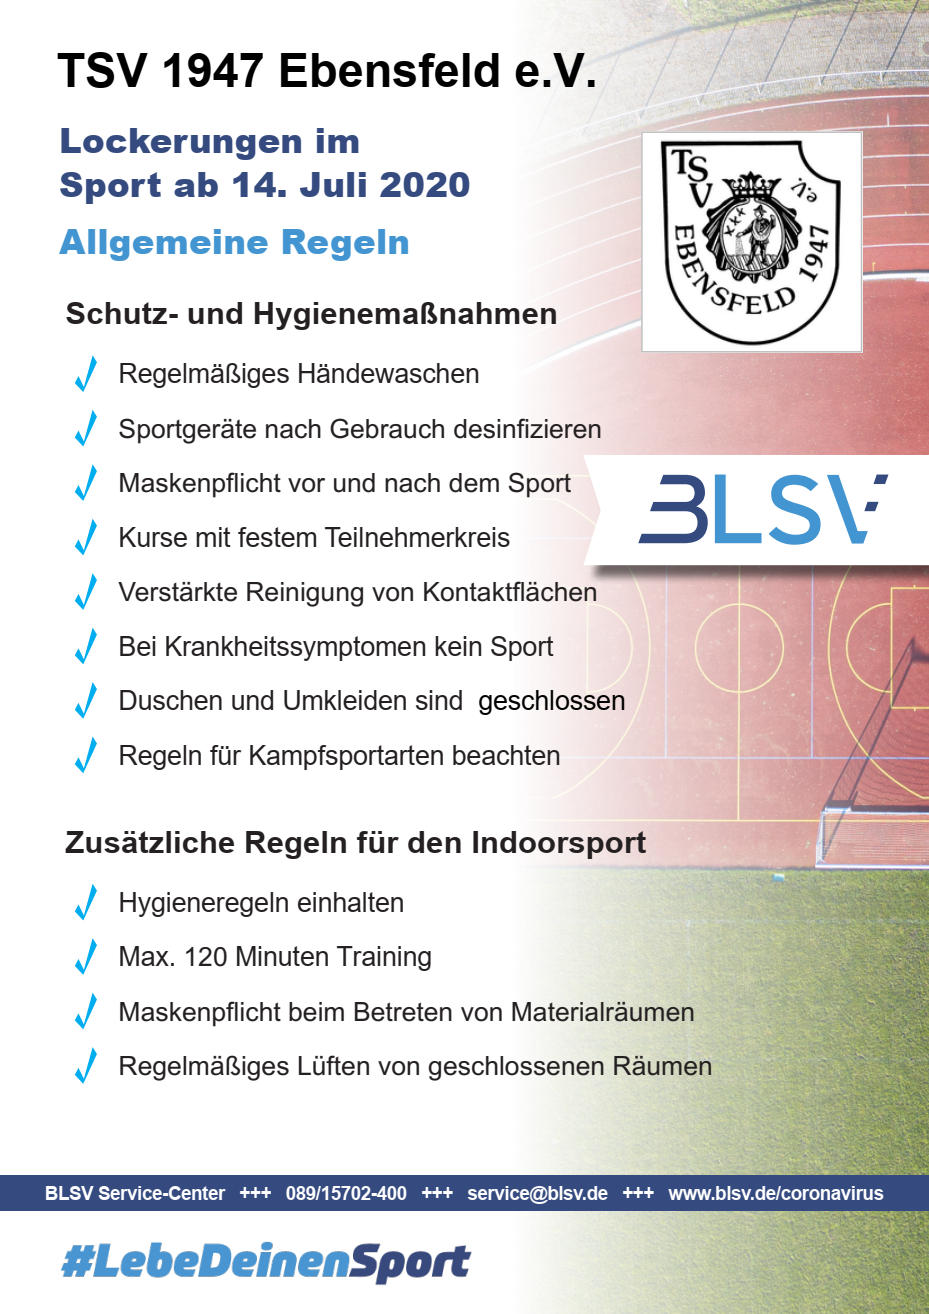 TSV 1947 Ebensfeld e.V.
Lockerungen im
Sport ab 14. Juli 2020
Allgemeine Regeln
TSV
e.V.
EBENSFELD 1947
Schutz- und Hygienemaßnahmen
Regelmäßiges Händewaschen
Sportgeräte nach Gebrauch desinfizieren
Maskenpflicht vor und nach dem Sport
BLSV
Kurse mit festem Teilnehmerkreis
Verstärkte Reinigung von Kontaktflächen
Bei Krankheitssymptomen kein Sport
Duschen und Umkleiden sind geschlossen
Regeln für Kampfsportarten beachten
Zusätzliche Regeln für den Indoorsport
Hygieneregeln einhalten
Max. 120 Minuten Training
Maskenpflicht beim Betreten von Materialräumen
Regelmäßiges Lüften von geschlossenen Räumen
BLSV Service-Center +++ 089/15702-400 +++ service@blsv.de +++ www.blsv.de/coronavirus
#LebeDeinenSport